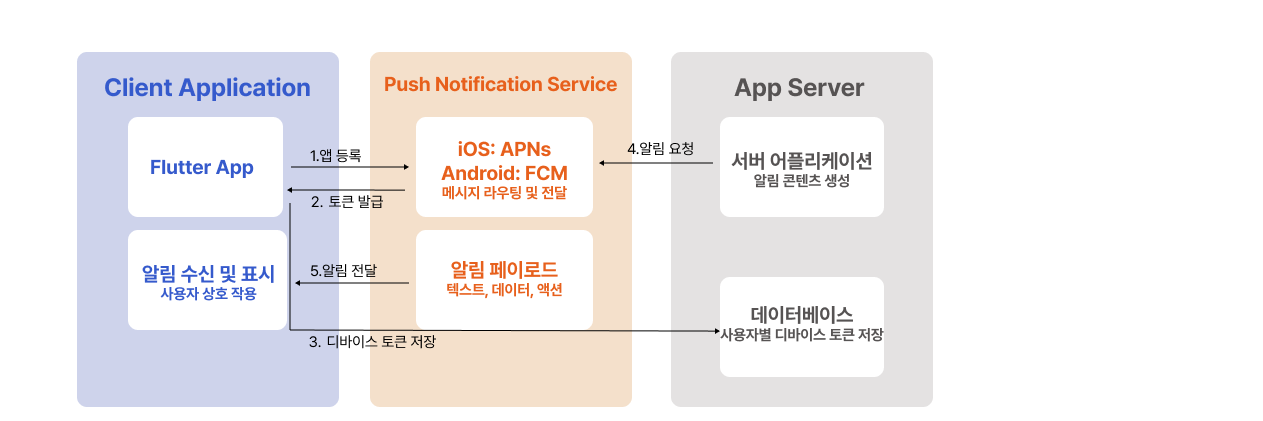 Client Application
Flutter App
알림 수신 및 표시
사용자 상호 작용
1.앱 등록
2. 토큰 발급
5.알림 전달
3. 디바이스 토큰 저장
Push Notification Service
iOS: APNs
Android: FCM
메시지 라우팅 및 전달
알림 페이로드
텍스트, 데이터, 액션
4.알림 요청
App Server
서버 어플리케이션
알림 콘텐츠 생성
데이터베이스
사용자별 디바이스 토큰 저장